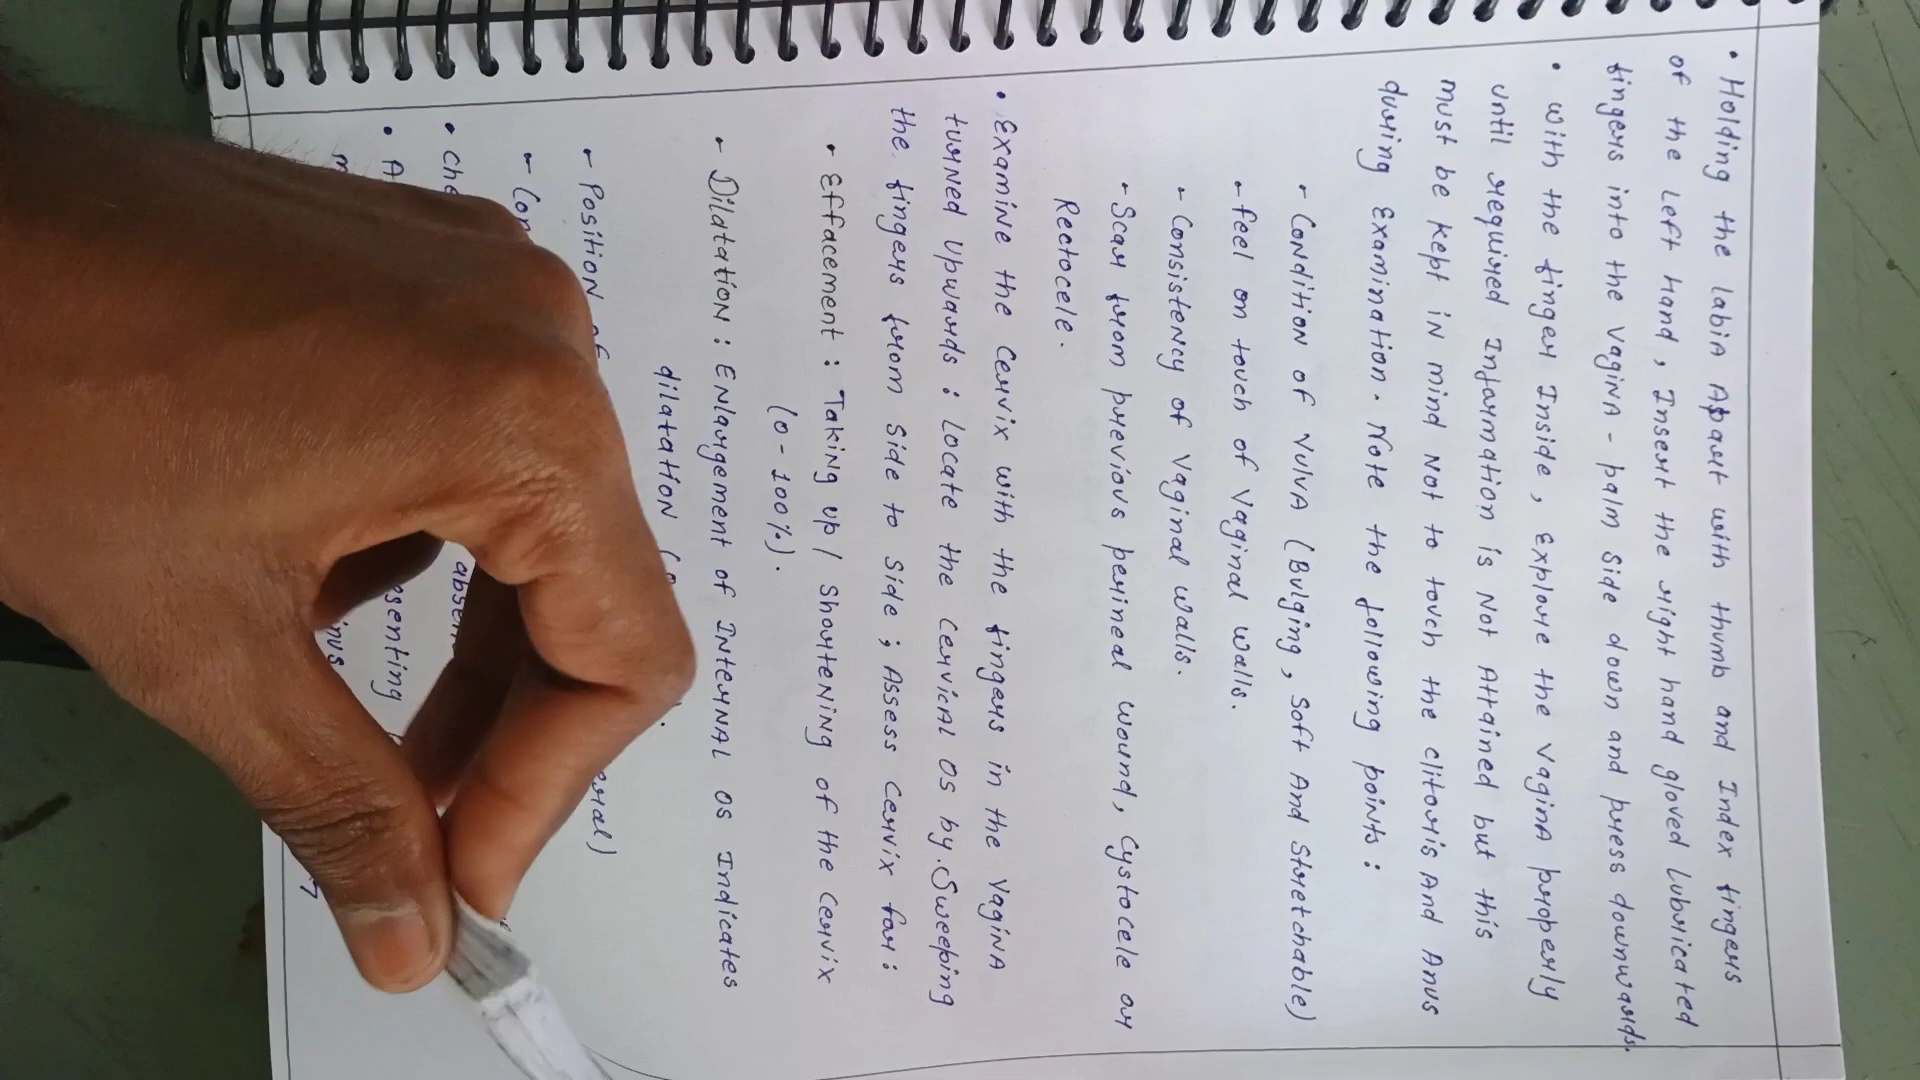 • Holding the labia Apart with thumb and Index fingers
of the left hand, Insert the right hand gloved lubricated
fingers into the vagina - palm side down and press downwards.
• with the finger Inside, explore the vagina properly
until required Information is Not Attained but this
must be kept in mind Not to touch the clitoris And Anus
during examination. Note the following points:
- Condition of vulva (Bulging, Soft And Stretchable)
- feel on touch of vaginal walls.
- Consistency of vaginal walls.
- Scar from previous perineal wound, Cystocele or
Rectocele.
• Examine the cervix with the fingers in the vagina
turned upwards: locate the cervical os by. Sweeping
the fingers from side to side; Assess cervix for:
- Effacement: Taking up / Shortening of the cervix
(0-100%).
- Dilatation: Enlargement of Internal os Indicates
dilatation
- Position of